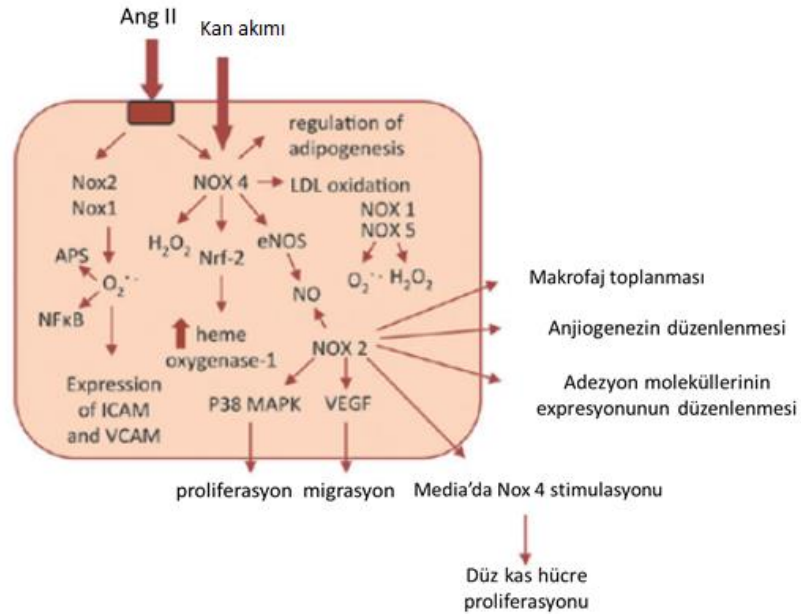 Ang II
Kan akımı
regulation of
adipogenesis
Nox2
Nox1
NOX 4
LDL oxidation
NOX 1
NOX 5
H₂O₂
Nrf-2
eNOS
APS
O₂˙⁻
O₂˙⁻
H₂O₂
NFκB
NO
heme
oxygenase-1
NOX 2
Makrofaj toplanması
Anjiogenezin düzenlenmesi
Adezyon moleküllerinin
expresyonunun düzenlenmesi
Expression
of ICAM
and VCAM
P38 MAPK
VEGF
proliferasyon
migrasyon
Media’da Nox 4 stimulasyonu
Düz kas hücre
proliferasyonu